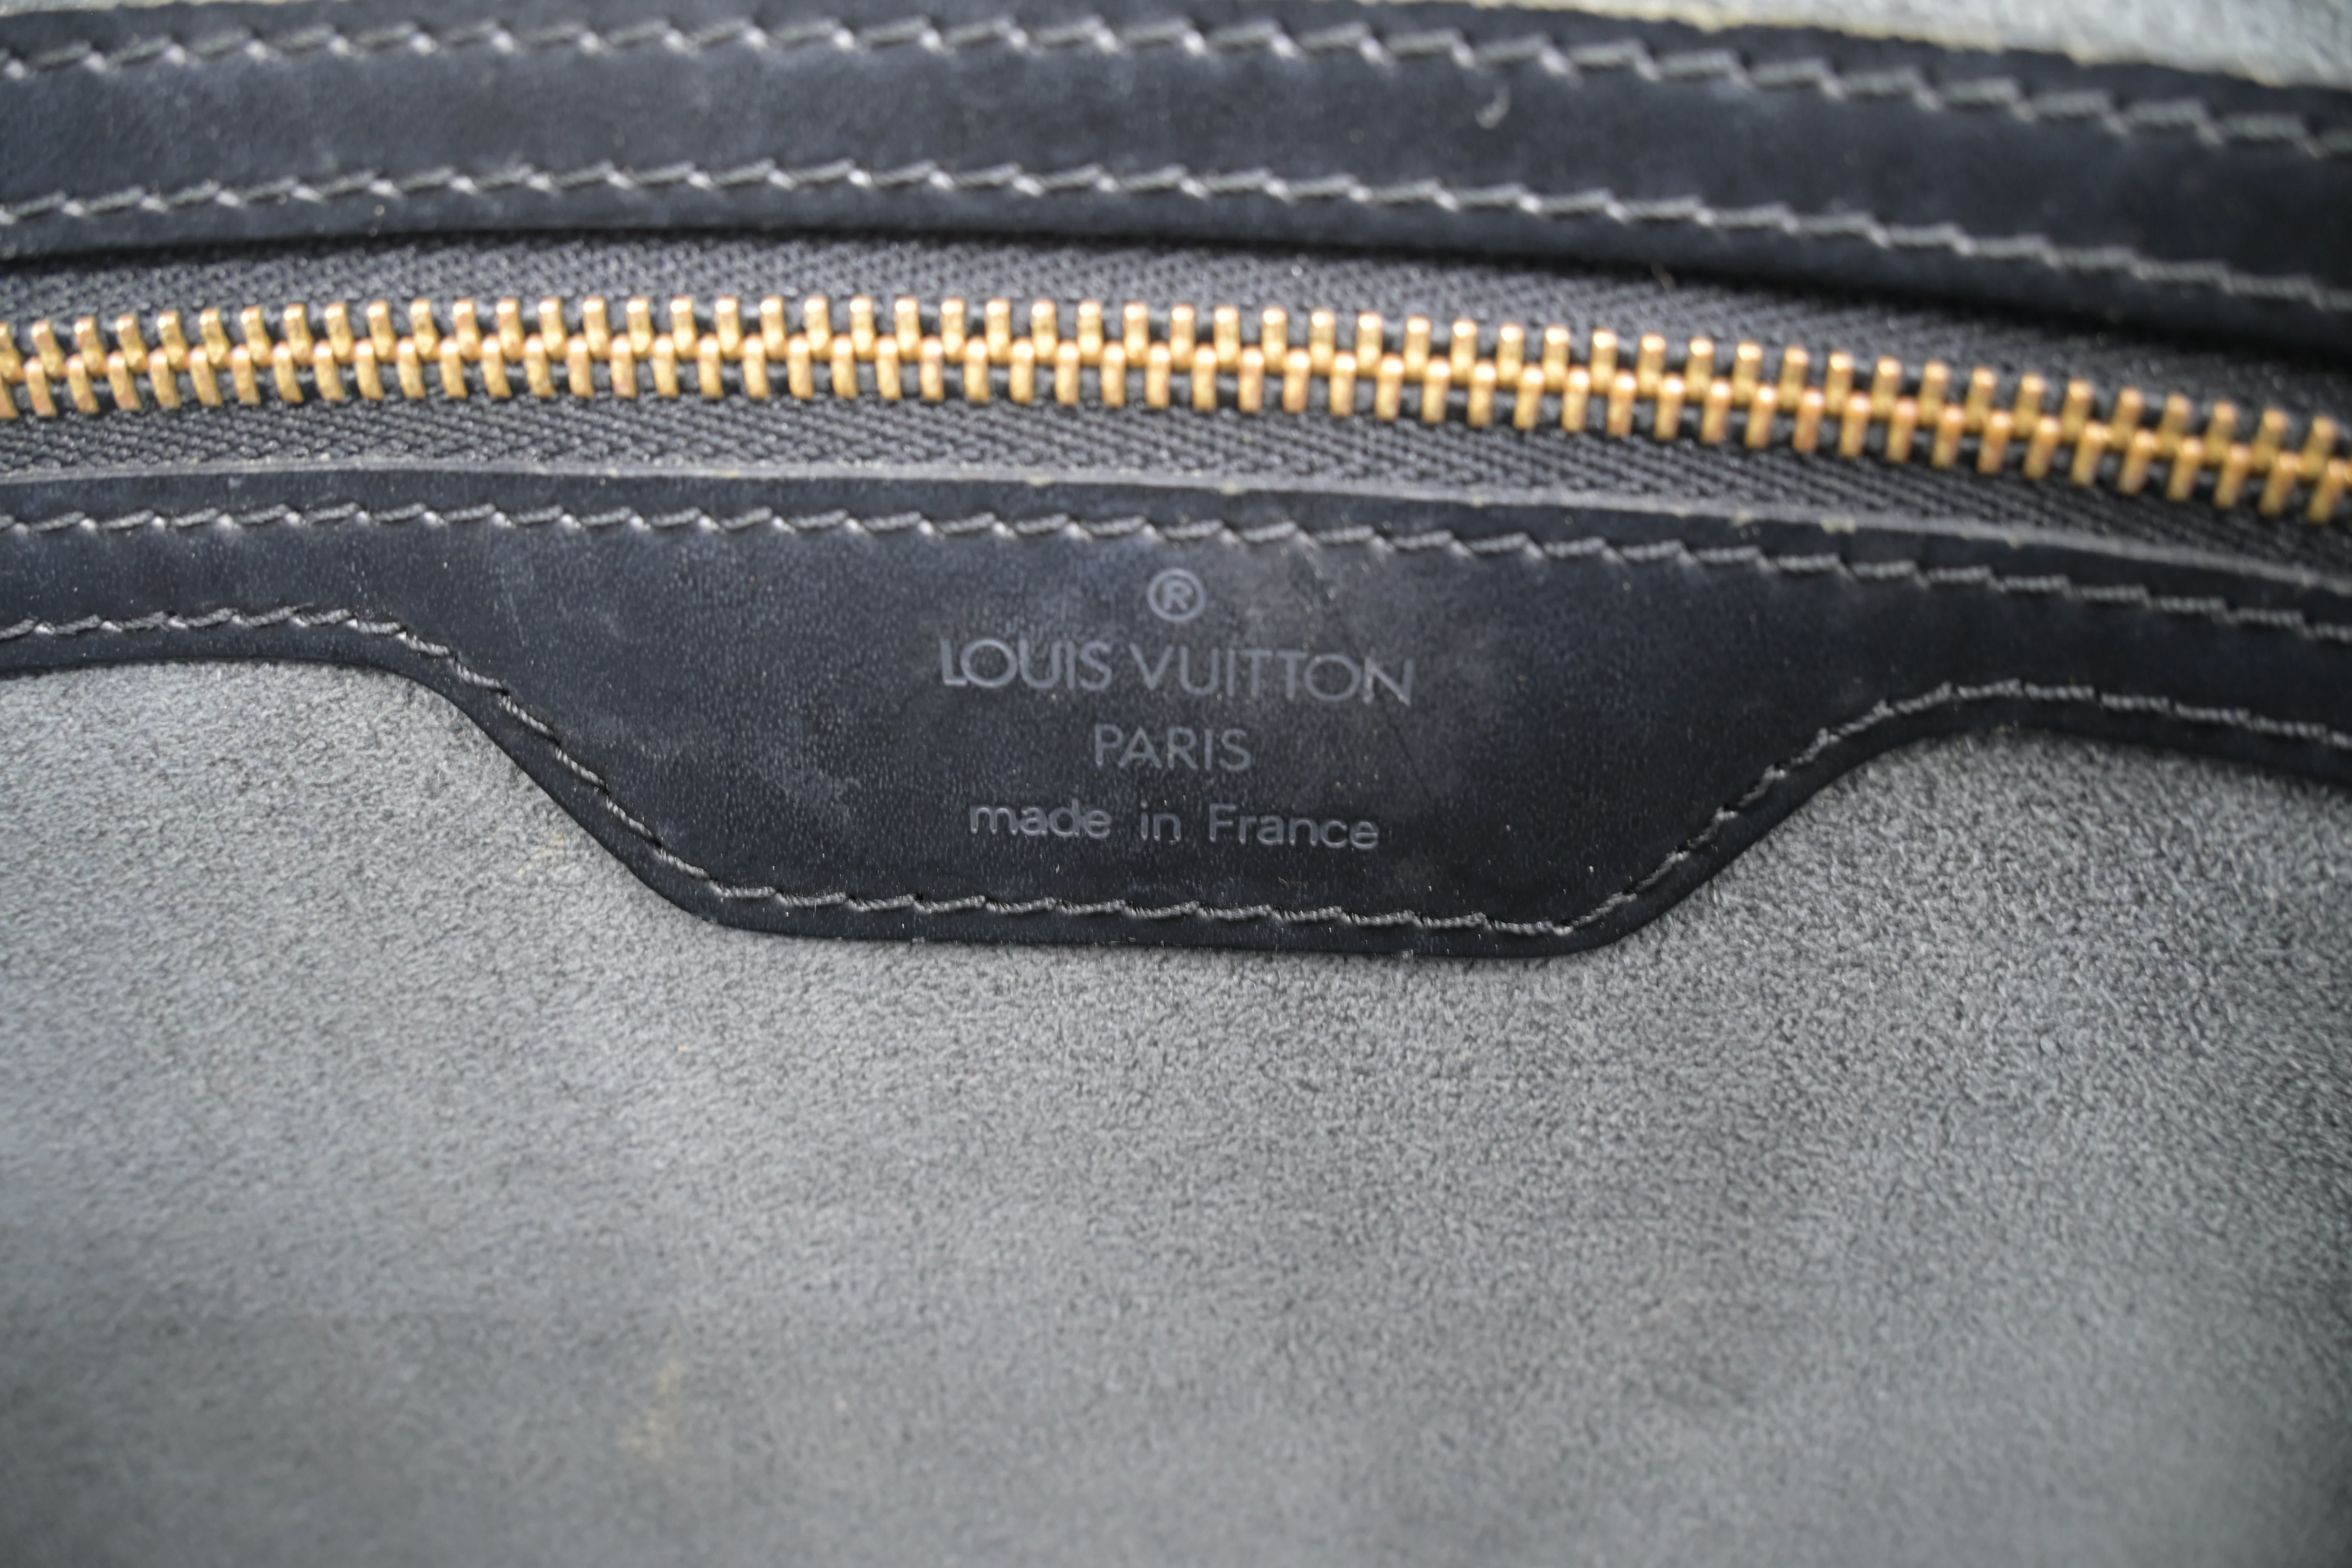 ®
LOUIS VUITTON
PARIS
made in France